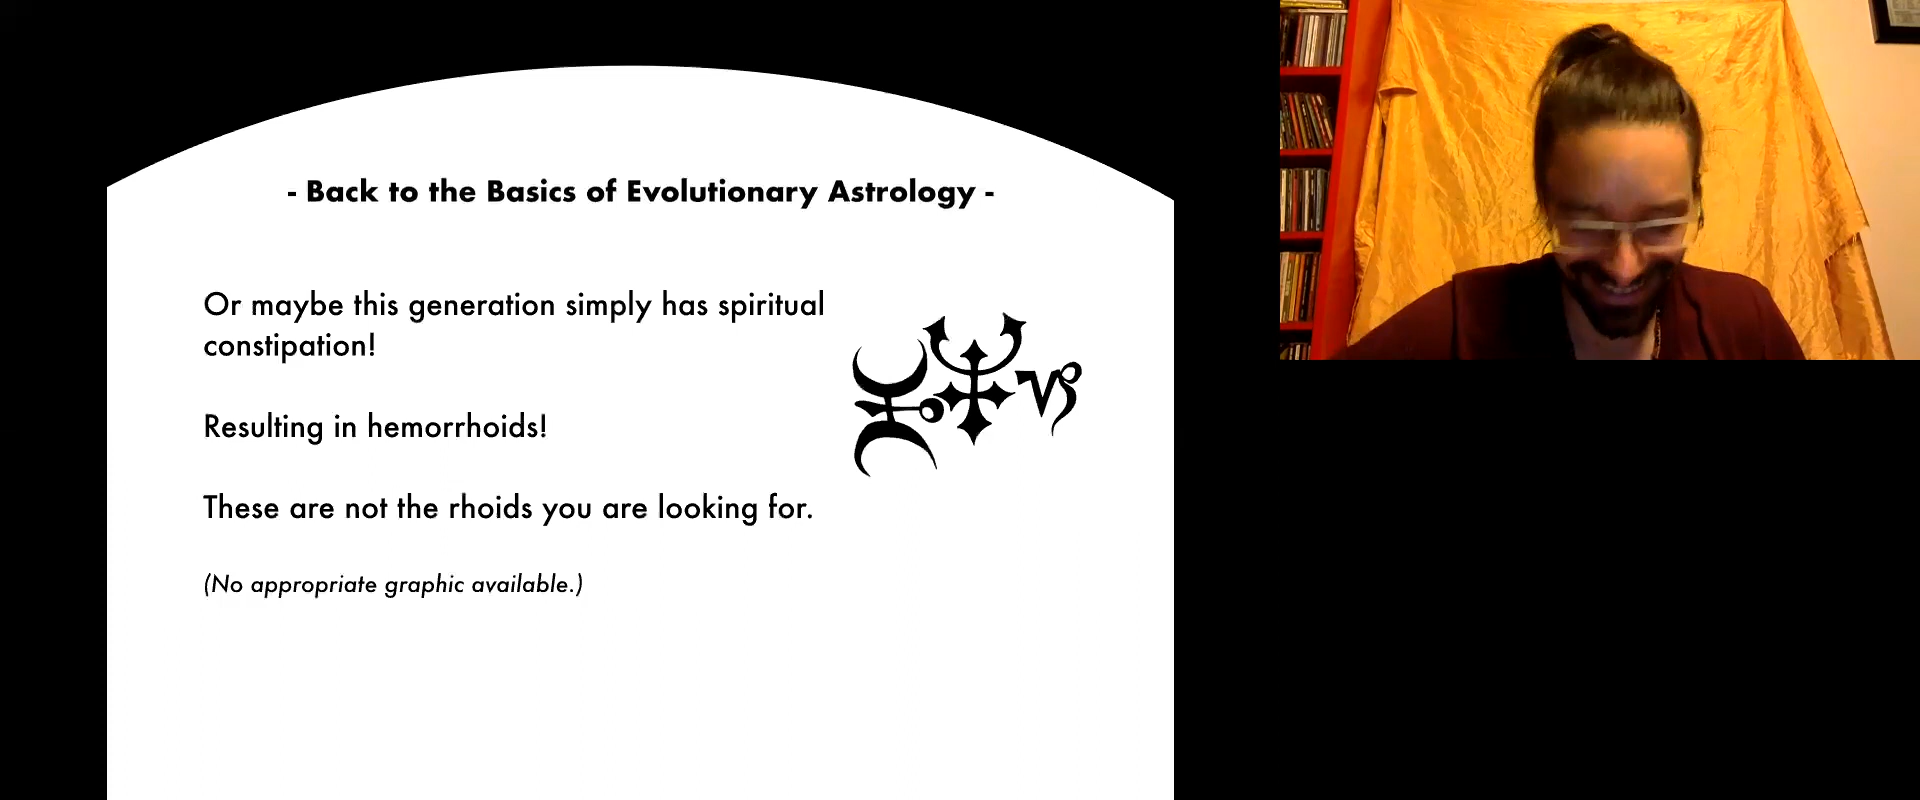 - Back to the Basics of Evolutionary Astrology -
Or maybe this generation simply has spiritual
constipation!
Resulting in hemorrhoids!
These are not the rhoids you are looking for.
(No appropriate graphic available.)